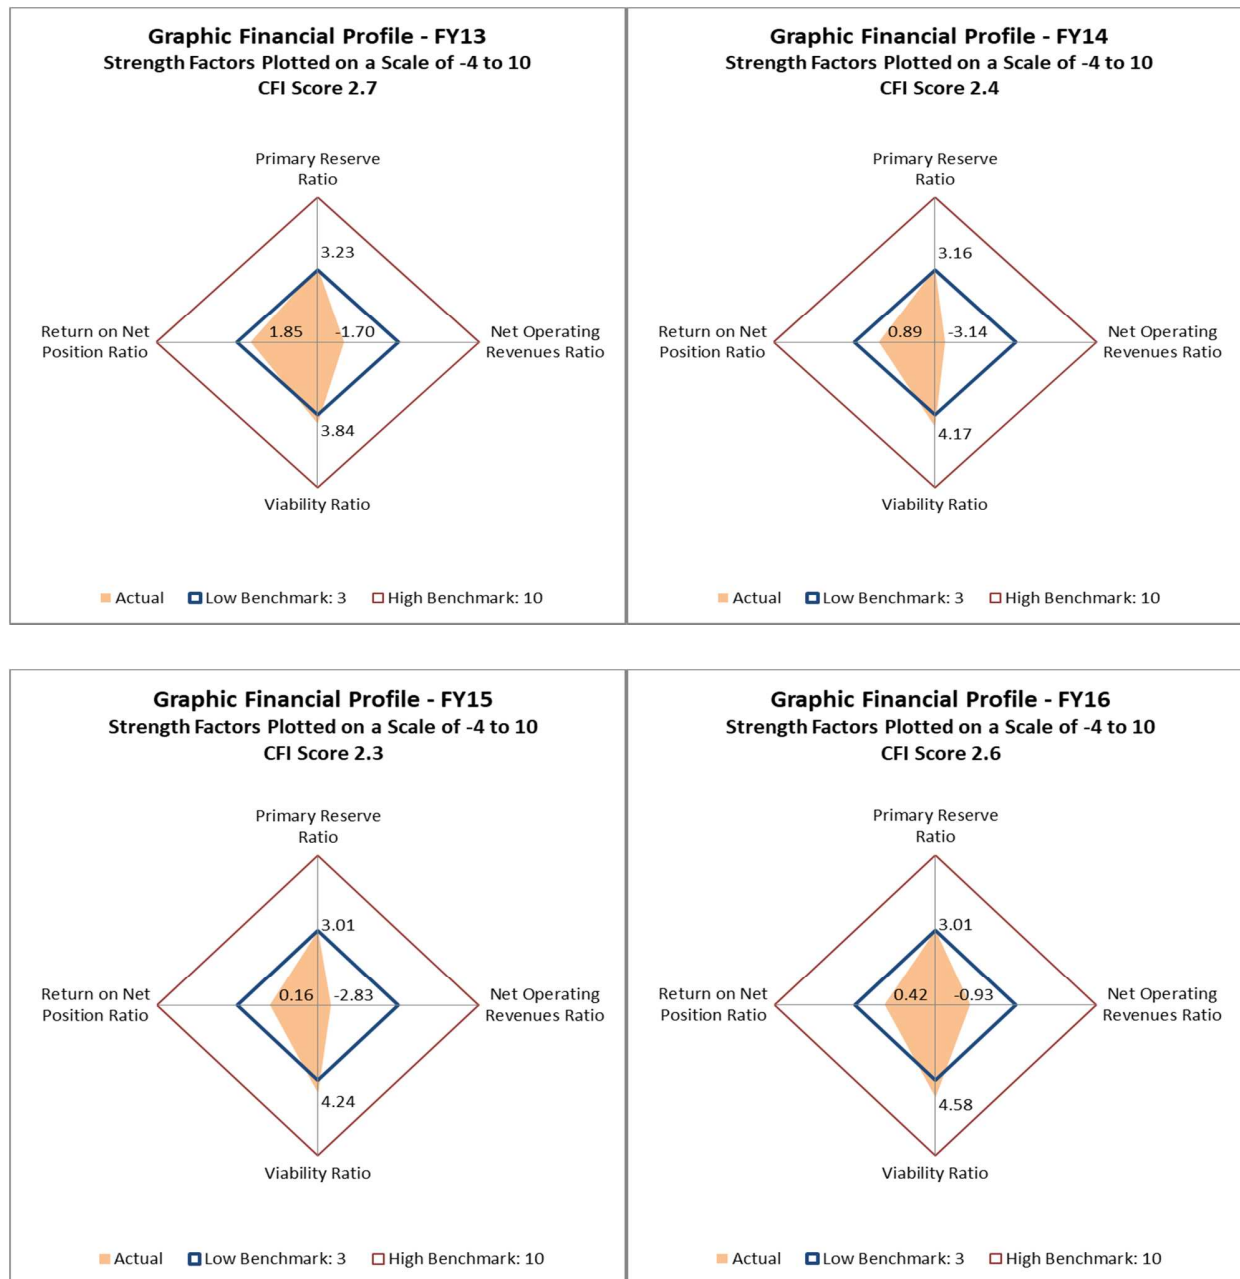 Graphic Financial Profile - FY13
Strength Factors Plotted on a Scale of -4 to 10
CFI Score 2.7
Primary Reserve
Ratio
3.23
Return on Net
Position Ratio
1.85
-1.70
Net Operating
Revenues Ratio
3.84
Viability Ratio
Actual
Low Benchmark: 3
High Benchmark: 10
Graphic Financial Profile - FY14
Strength Factors Plotted on a Scale of -4 to 10
CFI Score 2.4
Primary Reserve
Ratio
3.16
Return on Net
Position Ratio
0.89
-3.14
Net Operating
Revenues Ratio
4.17
Viability Ratio
Actual
Low Benchmark: 3
High Benchmark: 10
Graphic Financial Profile - FY15
Strength Factors Plotted on a Scale of -4 to 10
CFI Score 2.3
Primary Reserve
Ratio
3.01
Return on Net
Position Ratio
0.16
-2.83
Net Operating
Revenues Ratio
4.24
Viability Ratio
Actual
Low Benchmark: 3
High Benchmark: 10
Graphic Financial Profile - FY16
Strength Factors Plotted on a Scale of -4 to 10
CFI Score 2.6
Primary Reserve
Ratio
3.01
Return on Net
Position Ratio
0.42
-0.93
Net Operating
Revenues Ratio
4.58
Viability Ratio
Actual
Low Benchmark: 3
High Benchmark: 10